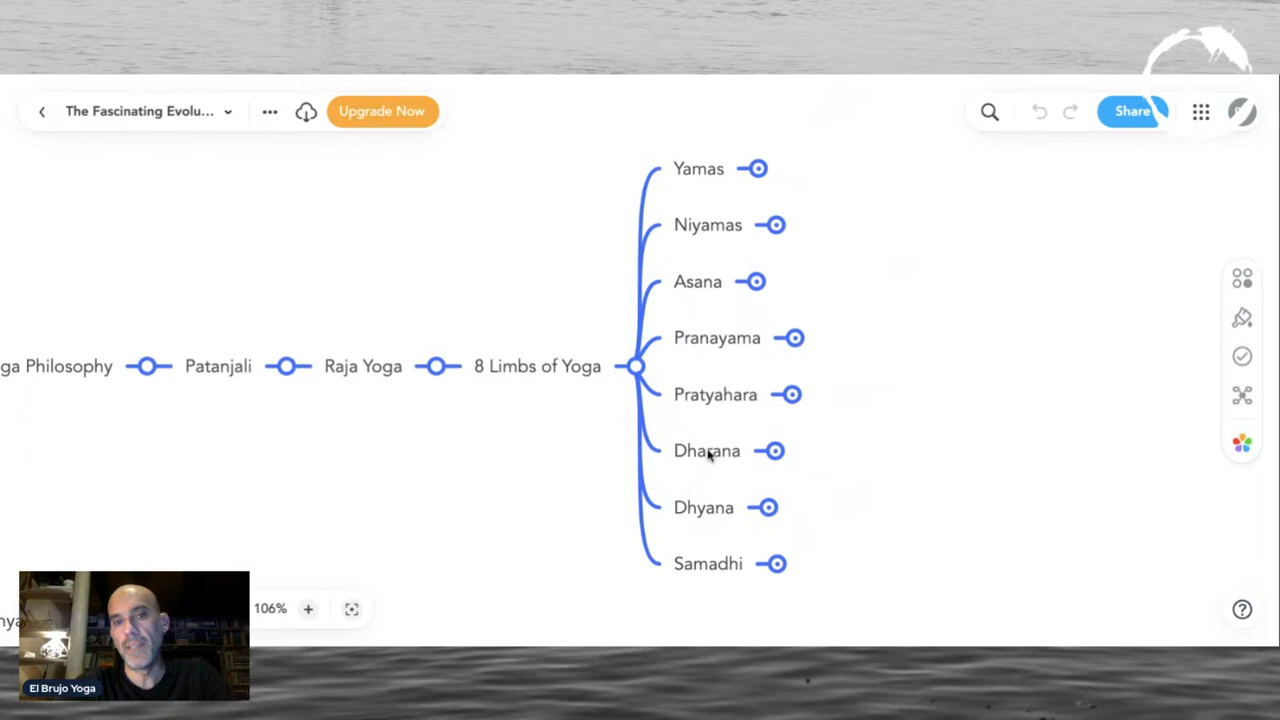 The Fascinating Evolu...
Upgrade Now
Share
Yamas
Niyamas
Asana
Pranayama
ga Philosophy
Patanjali
Raja Yoga
8 Limbs of Yoga
Pratyahara
Dharana
Dhyana
Samadhi
106%
El Brujo Yoga